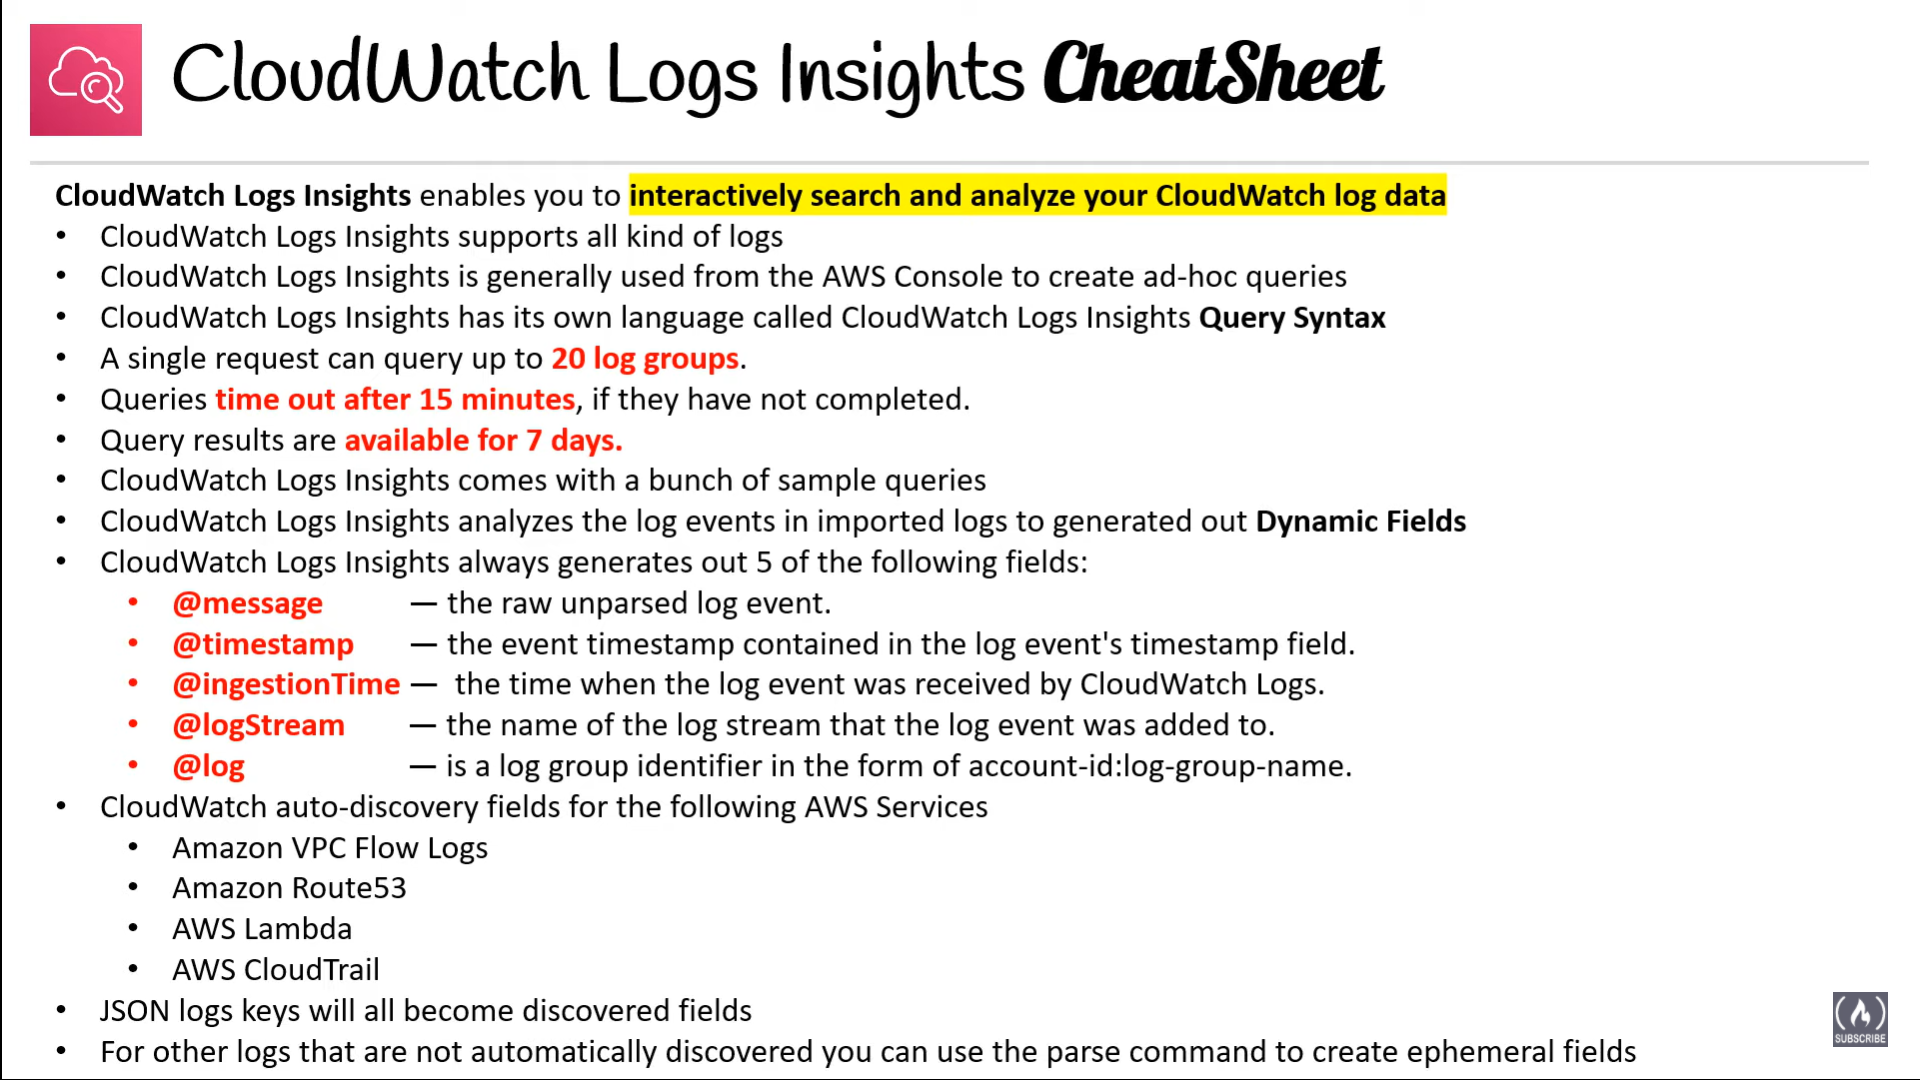 CloudWatch Logs Insights CheatSheet
CloudWatch Logs Insights enables you to interactively search and analyze your CloudWatch log data
• CloudWatch Logs Insights supports all kind of logs
• CloudWatch Logs Insights is generally used from the AWS Console to create ad-hoc queries
• CloudWatch Logs Insights has its own language called CloudWatch Logs Insights Query Syntax
• A single request can query up to 20 log groups.
• Queries time out after 15 minutes, if they have not completed.
• Query results are available for 7 days.
• CloudWatch Logs Insights comes with a bunch of sample queries
• CloudWatch Logs Insights analyzes the log events in imported logs to generated out Dynamic Fields
• CloudWatch Logs Insights always generates out 5 of the following fields:
• @message — the raw unparsed log event.
• @timestamp — the event timestamp contained in the log event's timestamp field.
• @ingestionTime — the time when the log event was received by CloudWatch Logs.
• @logStream — the name of the log stream that the log event was added to.
• @log — is a log group identifier in the form of account-id:log-group-name.
• CloudWatch auto-discovery fields for the following AWS Services
• Amazon VPC Flow Logs
• Amazon Route53
• AWS Lambda
• AWS CloudTrail
• JSON logs keys will all become discovered fields
• For other logs that are not automatically discovered you can use the parse command to create ephemeral fields
SUBSCRIBE